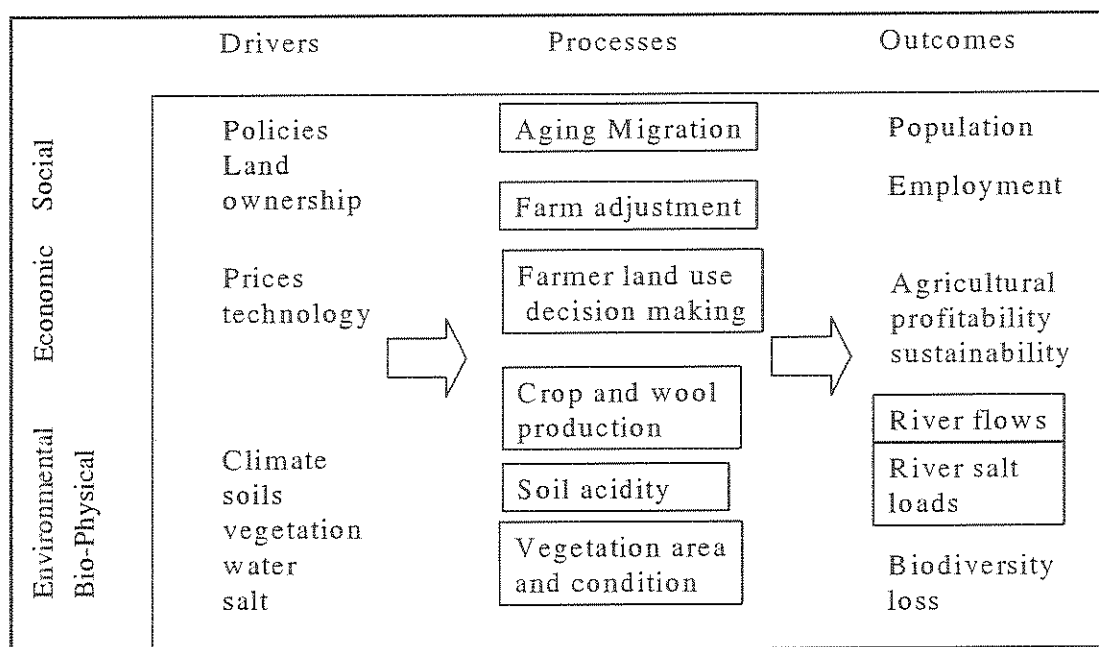 Drivers
Processes
Outcomes
Social
Policies
Land
ownership
Aging Migration
Farm adjustment
Population
Employment
Economic
Prices
technology
Farmer land use
decision making
Agricultural
profitability
sustainability
Environmental
Bio-Physical
Climate
soils
vegetation
water
salt
Crop and wool
production
Soil acidity
Vegetation area
and condition
River flows
River salt
loads
Biodiversity
loss